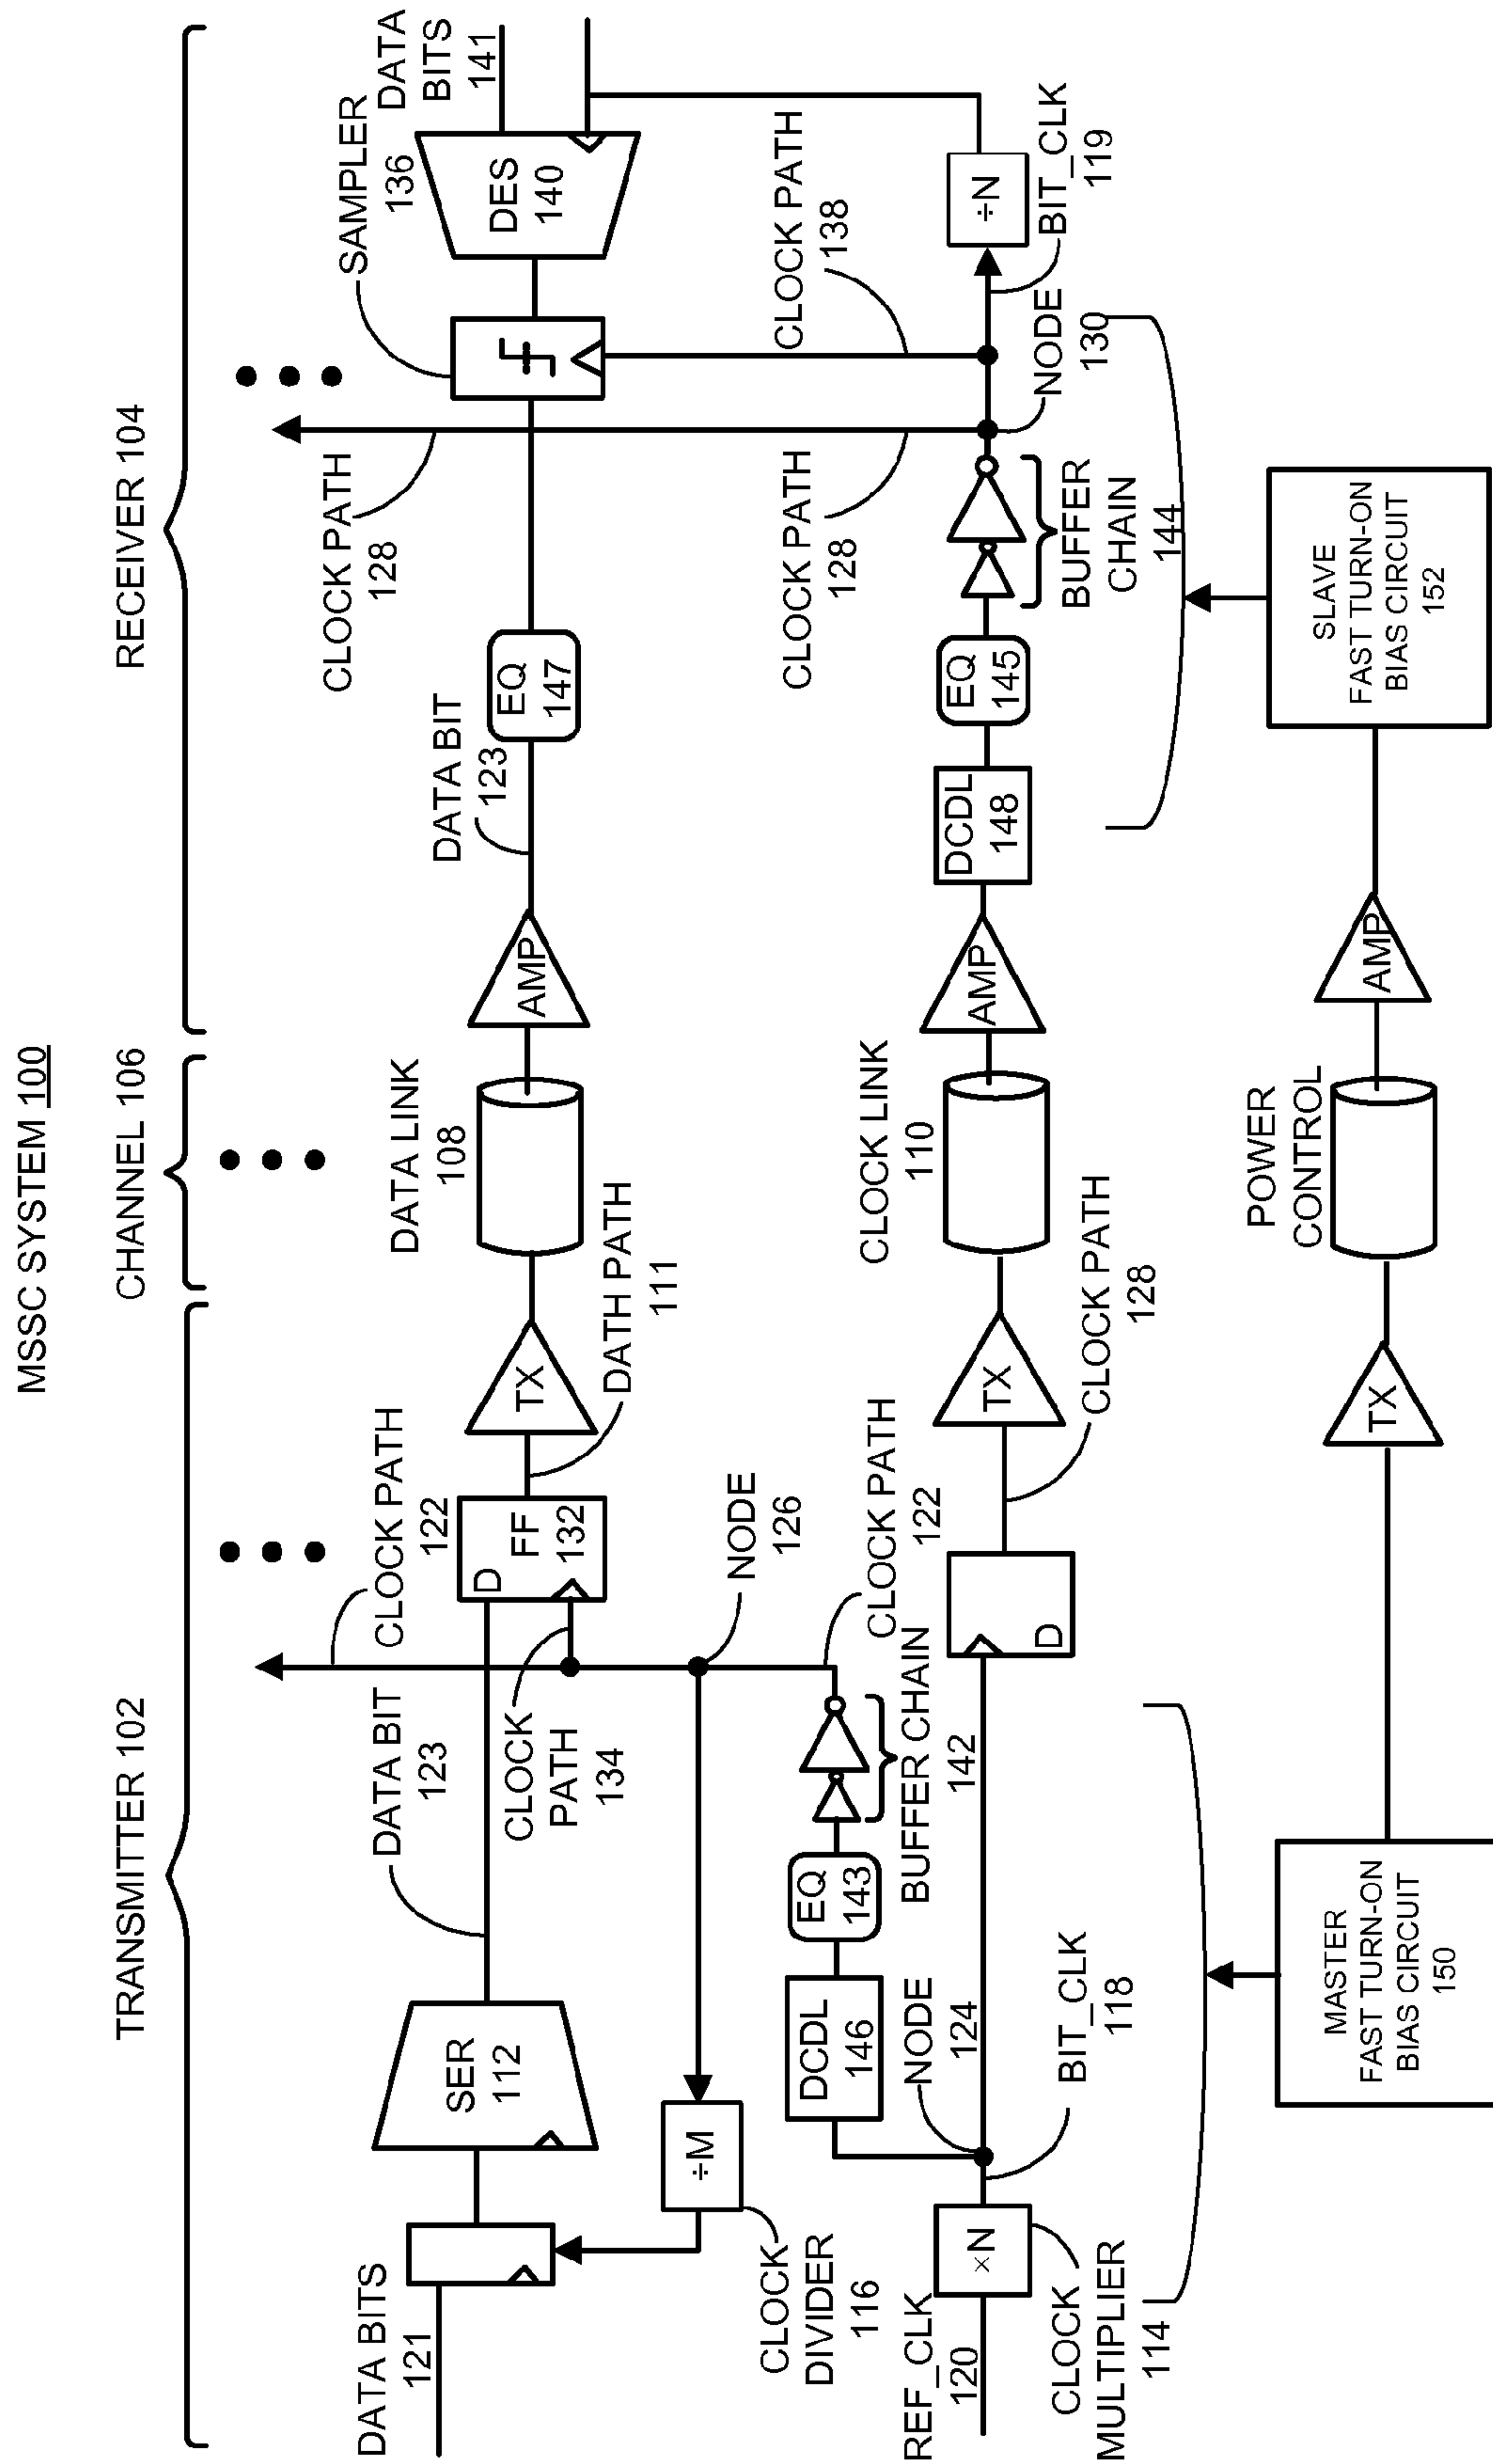 MSSC SYSTEM 100
TRANSMITTER 102
CHANNEL 106
RECEIVER 104
DATA BITS
121
SER
112
DATA BIT
123
CLOCK PATH
122
D
FF
132
CLOCK
PATH
134
TX
DATH PATH
111
DATA LINK
108
AMP
DATA BIT
123
EQ
147
CLOCK PATH
128
SAMPLER
136
DES
140
DATA
BITS
141
÷M
CLOCK
DIVIDER
116
NODE
126
CLOCK PATH
138
REF_CLK
120
×N
CLOCK
MULTIPLIER
114
NODE
124
BIT_CLK
118
DCDL
146
EQ
143
BUFFER CHAIN
142
CLOCK PATH
122
D
TX
CLOCK PATH
128
CLOCK LINK
110
AMP
DCDL
148
EQ
145
BUFFER
CHAIN
144
CLOCK PATH
128
NODE
130
BIT_CLK
119
÷N
MASTER
FAST TURN-ON
BIAS CIRCUIT
150
TX
POWER
CONTROL
AMP
SLAVE
FAST TURN-ON
BIAS CIRCUIT
152